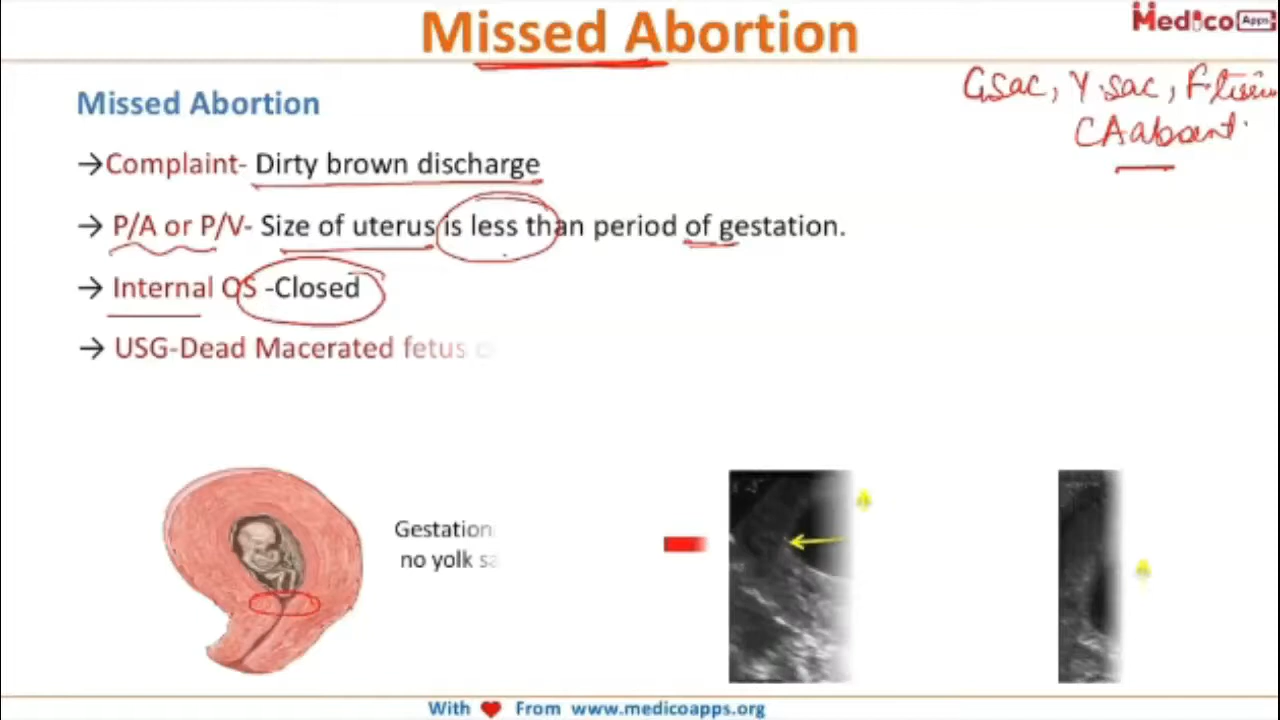 Missed Abortion
Medico Apps
GSac, Y.sac, F.
CA absent
Missed Abortion
→Complaint- Dirty brown discharge
→ P/A or P/V- Size of uterus is less than period of gestation.
→ Internal OS -Closed
→ USG-Dead Macerated fetus
Gestation
no yolk sa
With ❤ From www.medicoapps.org